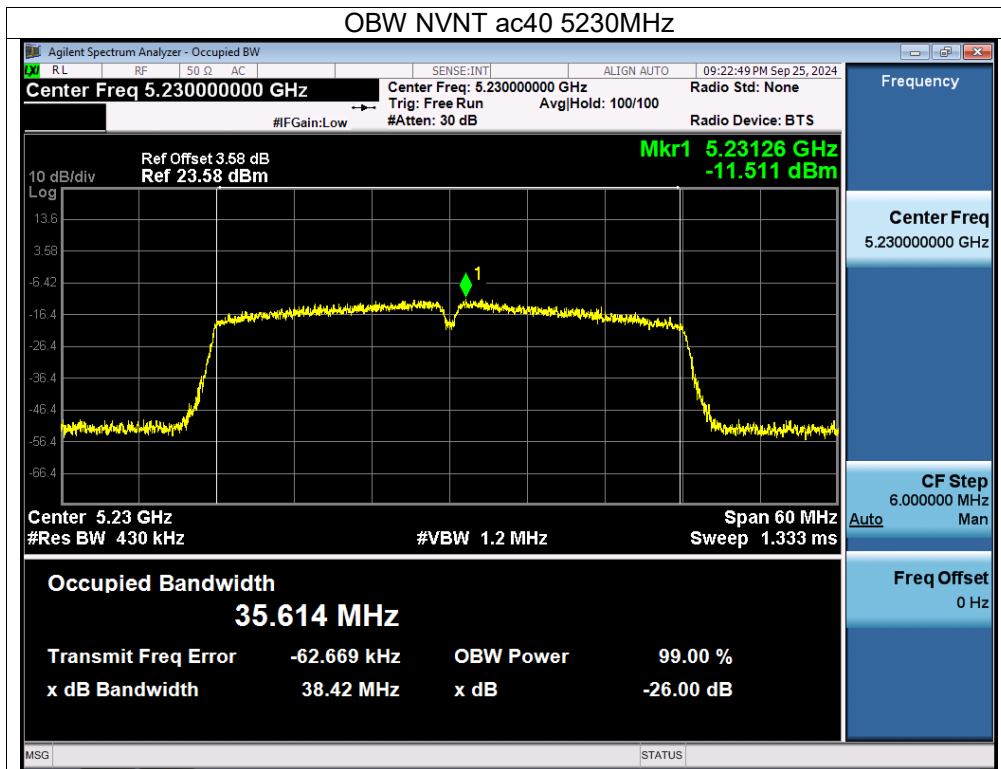 OBW NVNT ac40 5230MHz
Agilent Spectrum Analyzer - Occupied BW
LXI RL RF 50 Ω AC SENSE:INT ALIGN AUTO 09:22:49 PM Sep 25, 2024
Center Freq 5.230000000 GHz
Center Freq: 5.230000000 GHz Radio Std: None
Trig: Free Run Avg|Hold: 100/100
#IFGain:Low #Atten: 30 dB Radio Device: BTS
Mkr1 5.23126 GHz
-11.511 dBm
Ref Offset 3.58 dB
10 dB/div Ref 23.58 dBm
Log
13.6
3.58
-6.42
1
-16.4
-26.4
-36.4
-46.4
-56.4
-66.4
Center 5.23 GHz Span 60 MHz
#Res BW 430 kHz #VBW 1.2 MHz Sweep 1.333 ms
Occupied Bandwidth
35.614 MHz
Transmit Freq Error -62.669 kHz OBW Power 99.00 %
x dB Bandwidth 38.42 MHz x dB -26.00 dB
MSG STATUS
Frequency
Center Freq
5.230000000 GHz
CF Step
6.000000 MHz
Auto Man
Freq Offset
0 Hz